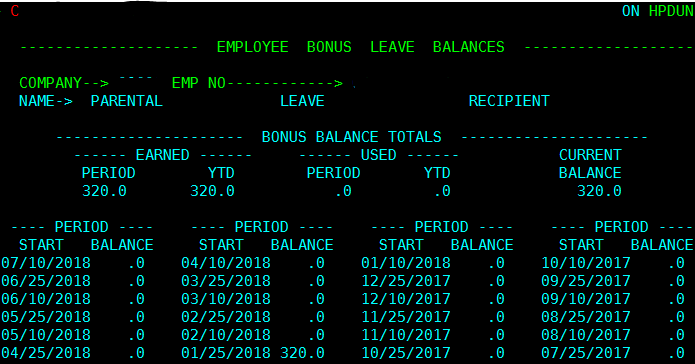 C ON HPDUN
-------------------- EMPLOYEE BONUS LEAVE BALANCES -------------------
COMPANY--> ---- EMP NO------------> .
NAME-> PARENTAL LEAVE RECIPIENT
--------------------- BONUS BALANCE TOTALS ---------------------
------ EARNED ------ ------ USED ------ CURRENT
PERIOD YTD PERIOD YTD BALANCE
320.0 320.0 .0 .0 320.0
---- PERIOD ---- ---- PERIOD ---- ---- PERIOD ---- ---- PERIOD ----
START BALANCE START BALANCE START BALANCE START BALANCE
07/10/2018 .0 04/10/2018 .0 01/10/2018 .0 10/10/2017 .0
06/25/2018 .0 03/25/2018 .0 12/25/2017 .0 09/25/2017 .0
06/10/2018 .0 03/10/2018 .0 12/10/2017 .0 09/10/2017 .0
05/25/2018 .0 02/25/2018 .0 11/25/2017 .0 08/25/2017 .0
05/10/2018 .0 02/10/2018 .0 11/10/2017 .0 08/10/2017 .0
04/25/2018 .0 01/25/2018 320.0 10/25/2017 .0 07/25/2017 .0